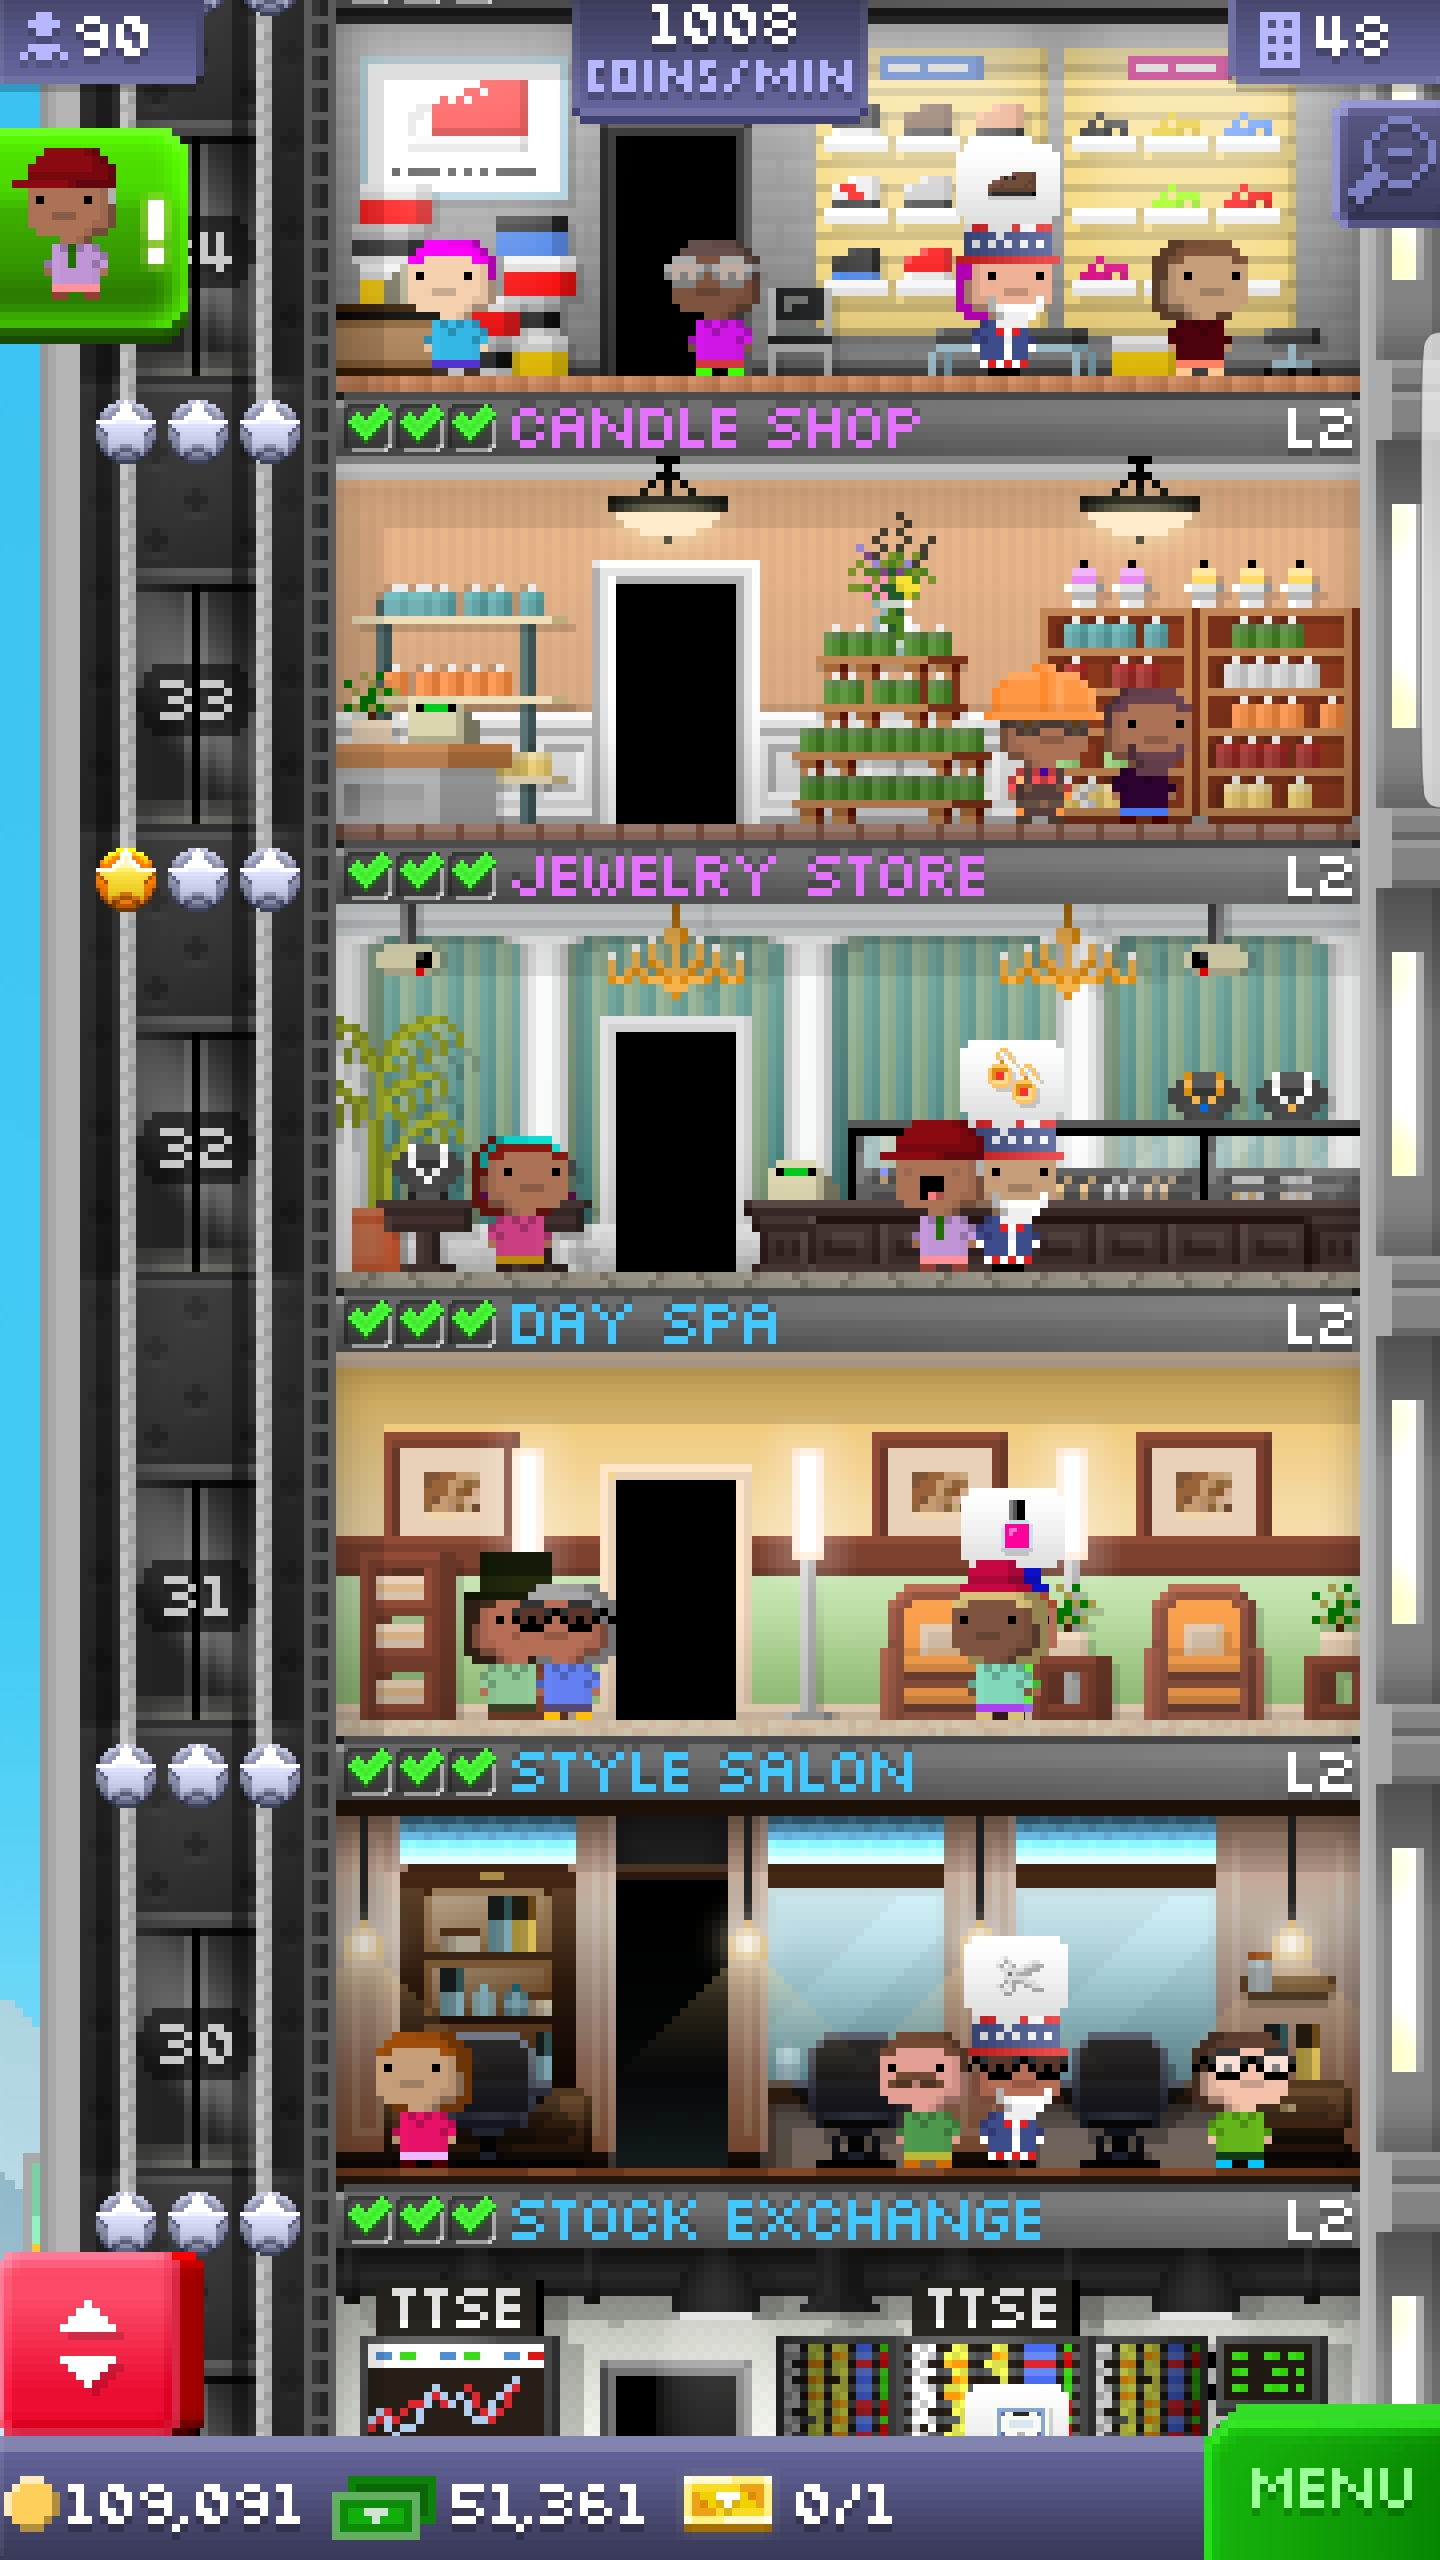 90
1008
COINS/MIN
48
!
34
CANDLE SHOP
L2
33
JEWELRY STORE
L2
32
DAY SPA
L2
31
STYLE SALON
L2
30
STOCK EXCHANGE
L2
TTSE
TTSE
109,091
51,361
0/1
MENU